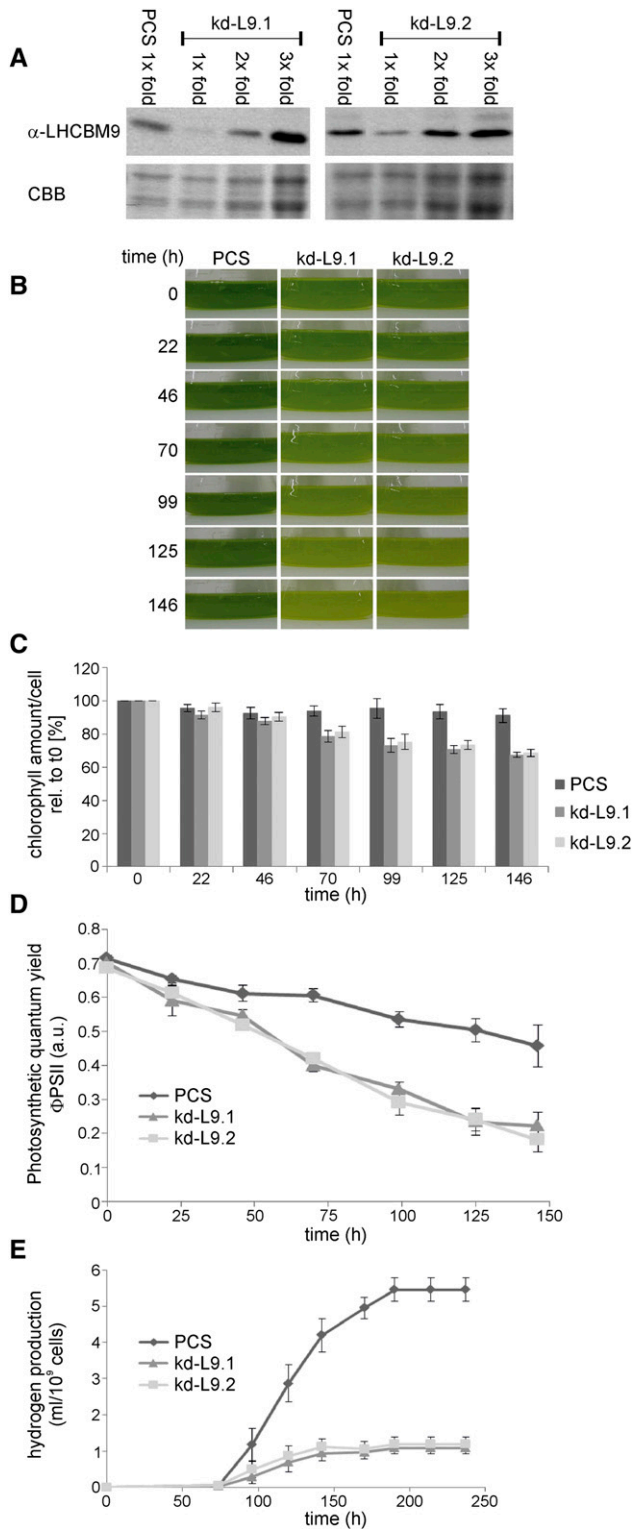 A
PCS 1x fold
kd-L9.1
1x fold
2x fold
3x fold
PCS 1x fold
kd-L9.2
1x fold
2x fold
3x fold
α-LHCBM9
CBB
B
time (h)
PCS
kd-L9.1
kd-L9.2
0
22
46
70
99
125
146
C
chlorophyll amount/cell
rel. to t0 [%]
120
100
80
60
40
20
0
0 22 46 70 99 125 146
time (h)
PCS
kd-L9.1
kd-L9.2
D
Photosynthetic quantum yield
ΦPSII (a.u.)
0.8
0.7
0.6
0.5
0.4
0.3
0.2
0.1
0
PCS
kd-L9.1
kd-L9.2
0 25 50 75 100 125 150
time (h)
E
hydrogen production
(ml/10⁹ cells)
6
5
4
3
2
1
0
PCS
kd-L9.1
kd-L9.2
0 50 100 150 200 250
time (h)